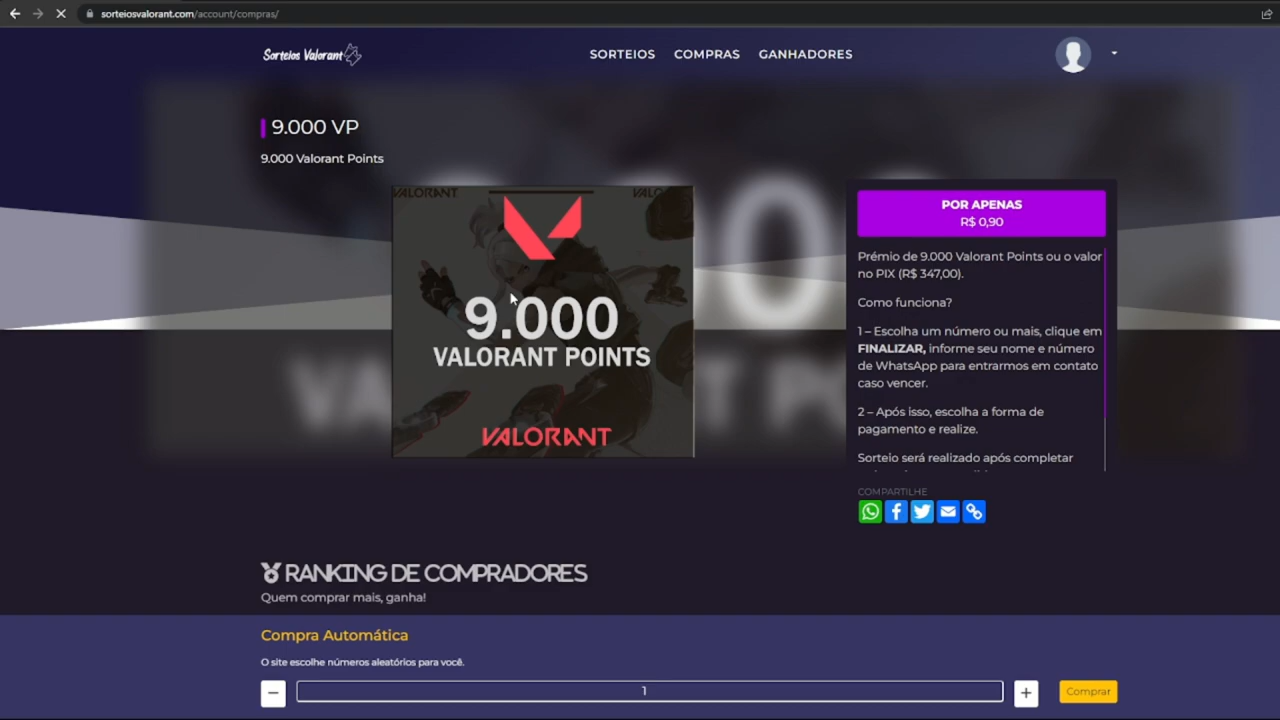 sorteiosvalorant.com/account/compras/
Sorteios Valorant
SORTEIOS
COMPRAS
GANHADORES
9.000 VP
9.000 Valorant Points
VALORANT
9.000
VALORANT POINTS
VALORANT
POR APENAS
R$ 0,90
Prémio de 9.000 Valorant Points ou o valor
no PIX (R$ 347,00).
Como funciona?
1 – Escolha um número ou mais, clique em
FINALIZAR, informe seu nome e número
de WhatsApp para entrarmos em contato
caso vencer.
2 – Após isso, escolha a forma de
pagamento e realize.
Sorteio será realizado após completar
COMPARTILHE
RANKING DE COMPRADORES
Quem comprar mais, ganha!
Compra Automática
O site escolhe números aleatórios para você.
− 1 + Comprar